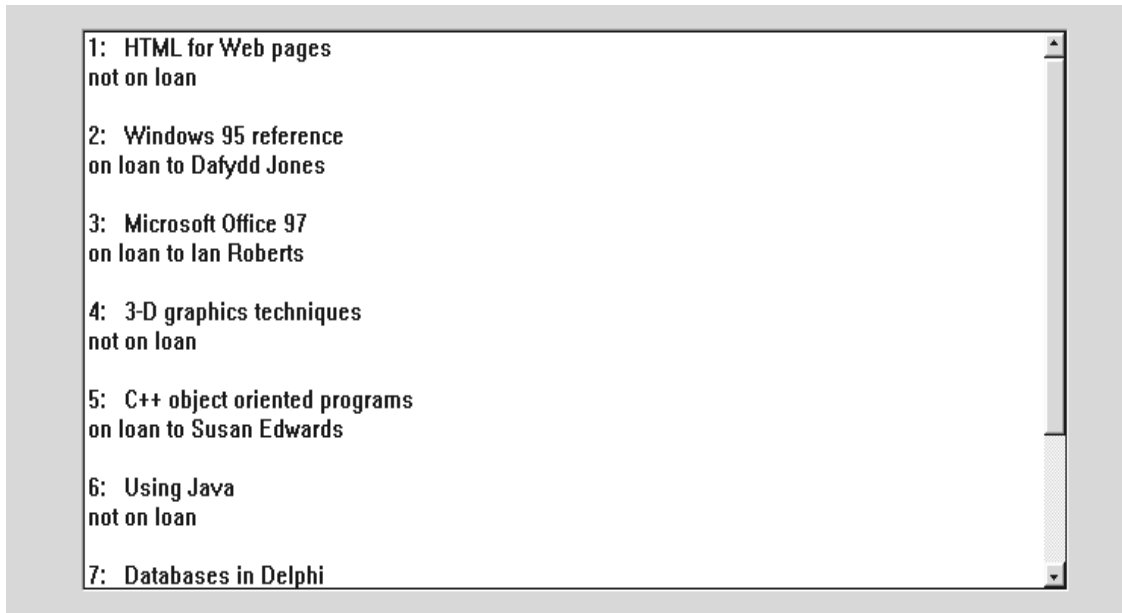 1: HTML for Web pages
not on loan
2: Windows 95 reference
on loan to Dafydd Jones
3: Microsoft Office 97
on loan to Ian Roberts
4: 3-D graphics techniques
not on loan
5: C++ object oriented programs
on loan to Susan Edwards
6: Using Java
not on loan
7: Databases in Delphi